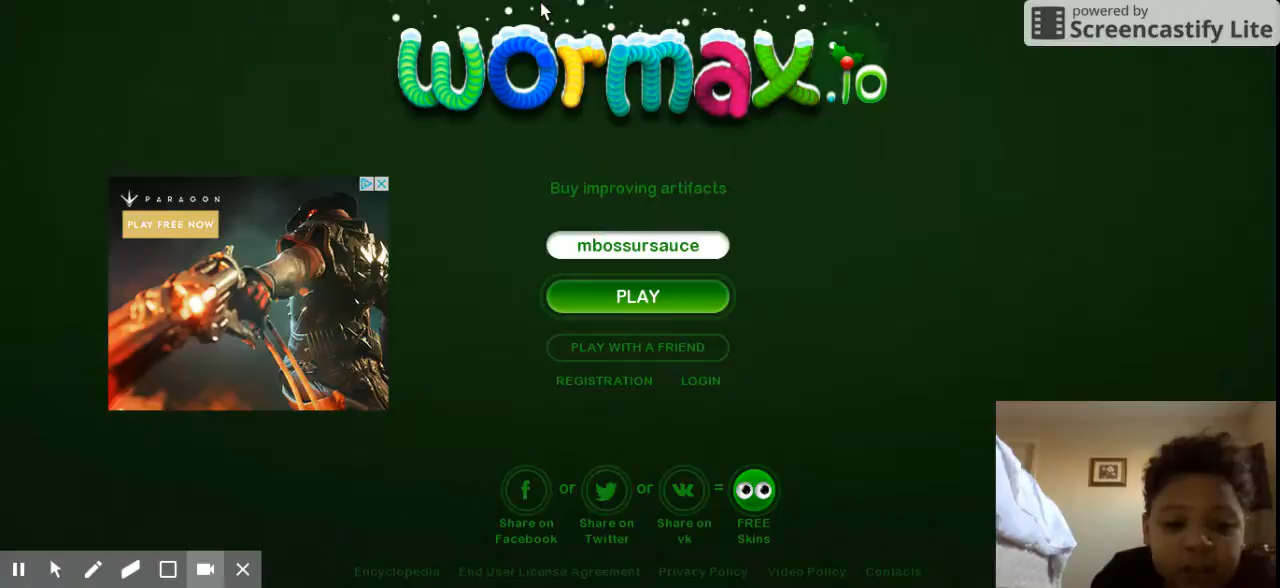 powered by
Screencastify Lite
wormax.io
Buy improving artifacts
PARAGON
PLAY FREE NOW
mbossursauce
PLAY
PLAY WITH A FRIEND
REGISTRATION LOGIN
f or or = 
Share on Facebook
Share on Twitter
Share on vk
FREE Skins
Encyclopedia End User License Agreement Privacy Policy Video Policy Contacts